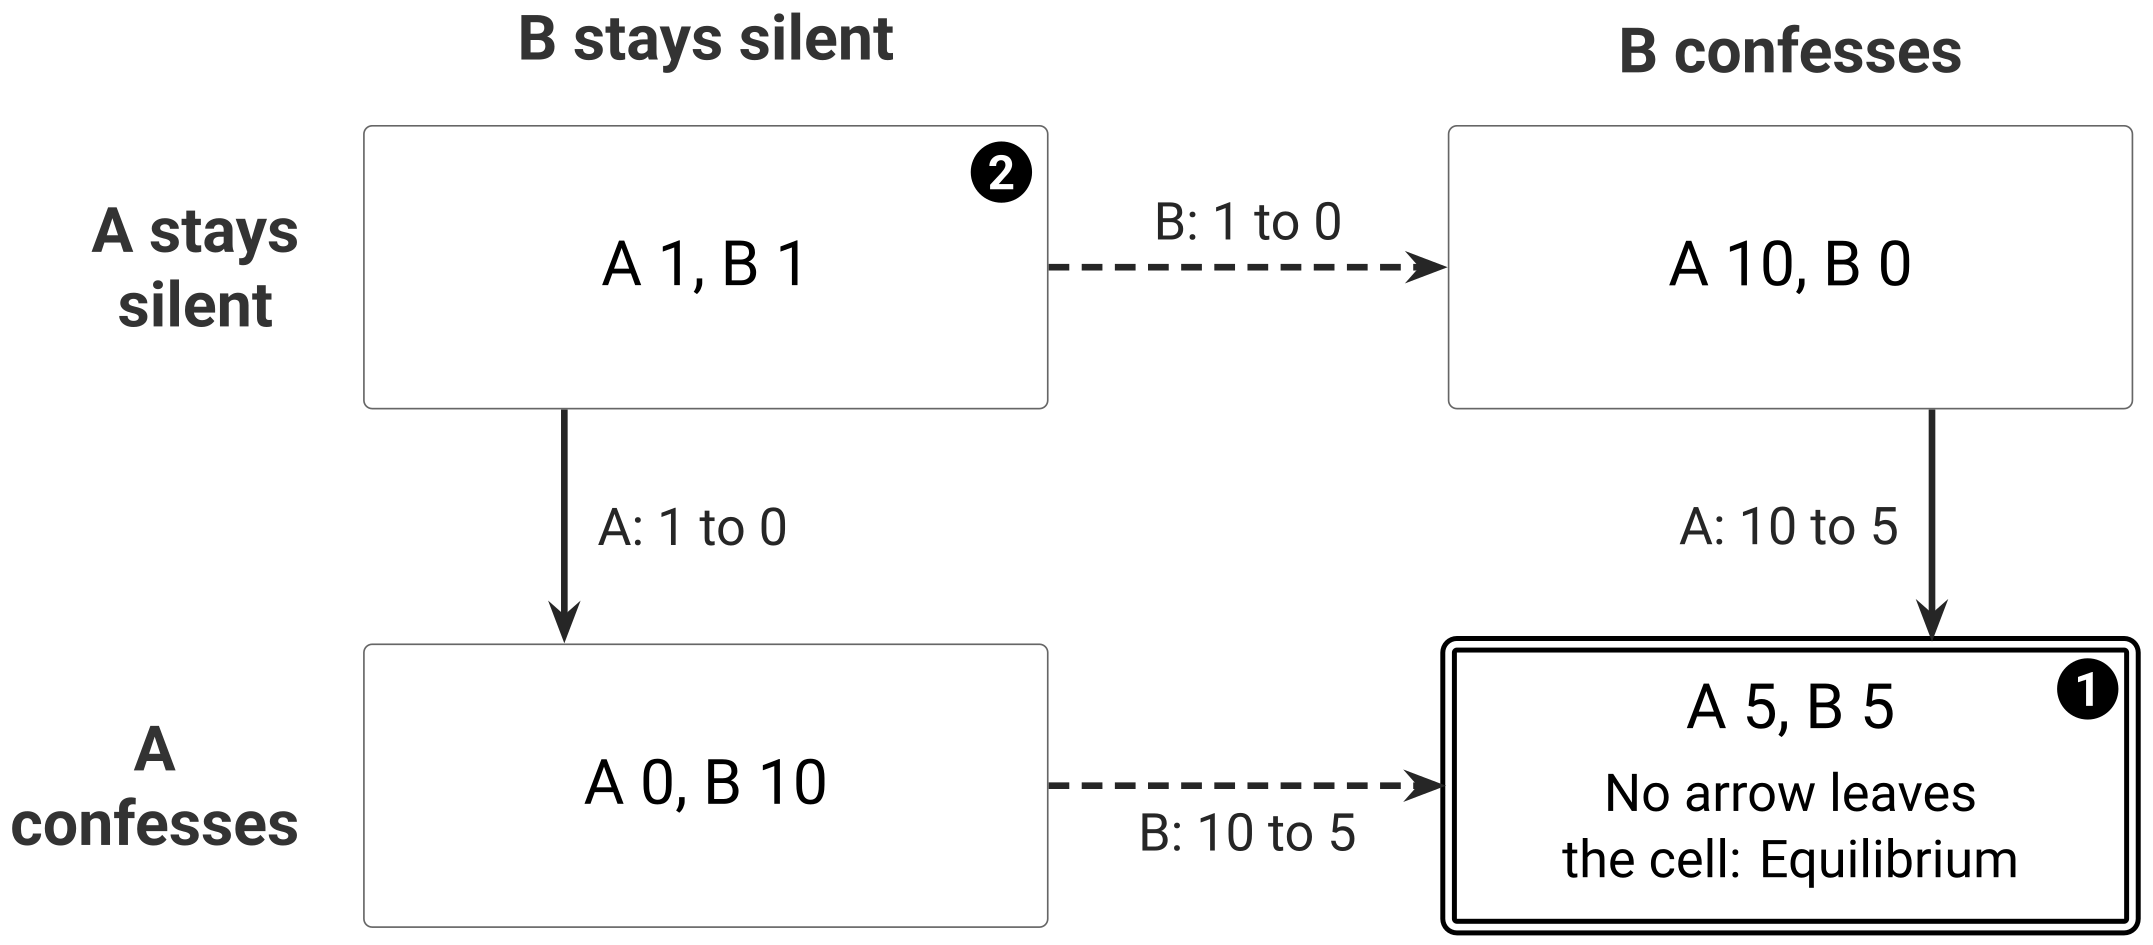 B stays silent
B confesses
A stays
silent
2
A 1, B 1
B: 1 to 0
A 10, B 0
A: 1 to 0
A: 10 to 5
A
confesses
A 0, B 10
B: 10 to 5
1
A 5, B 5
No arrow leaves
the cell: Equilibrium